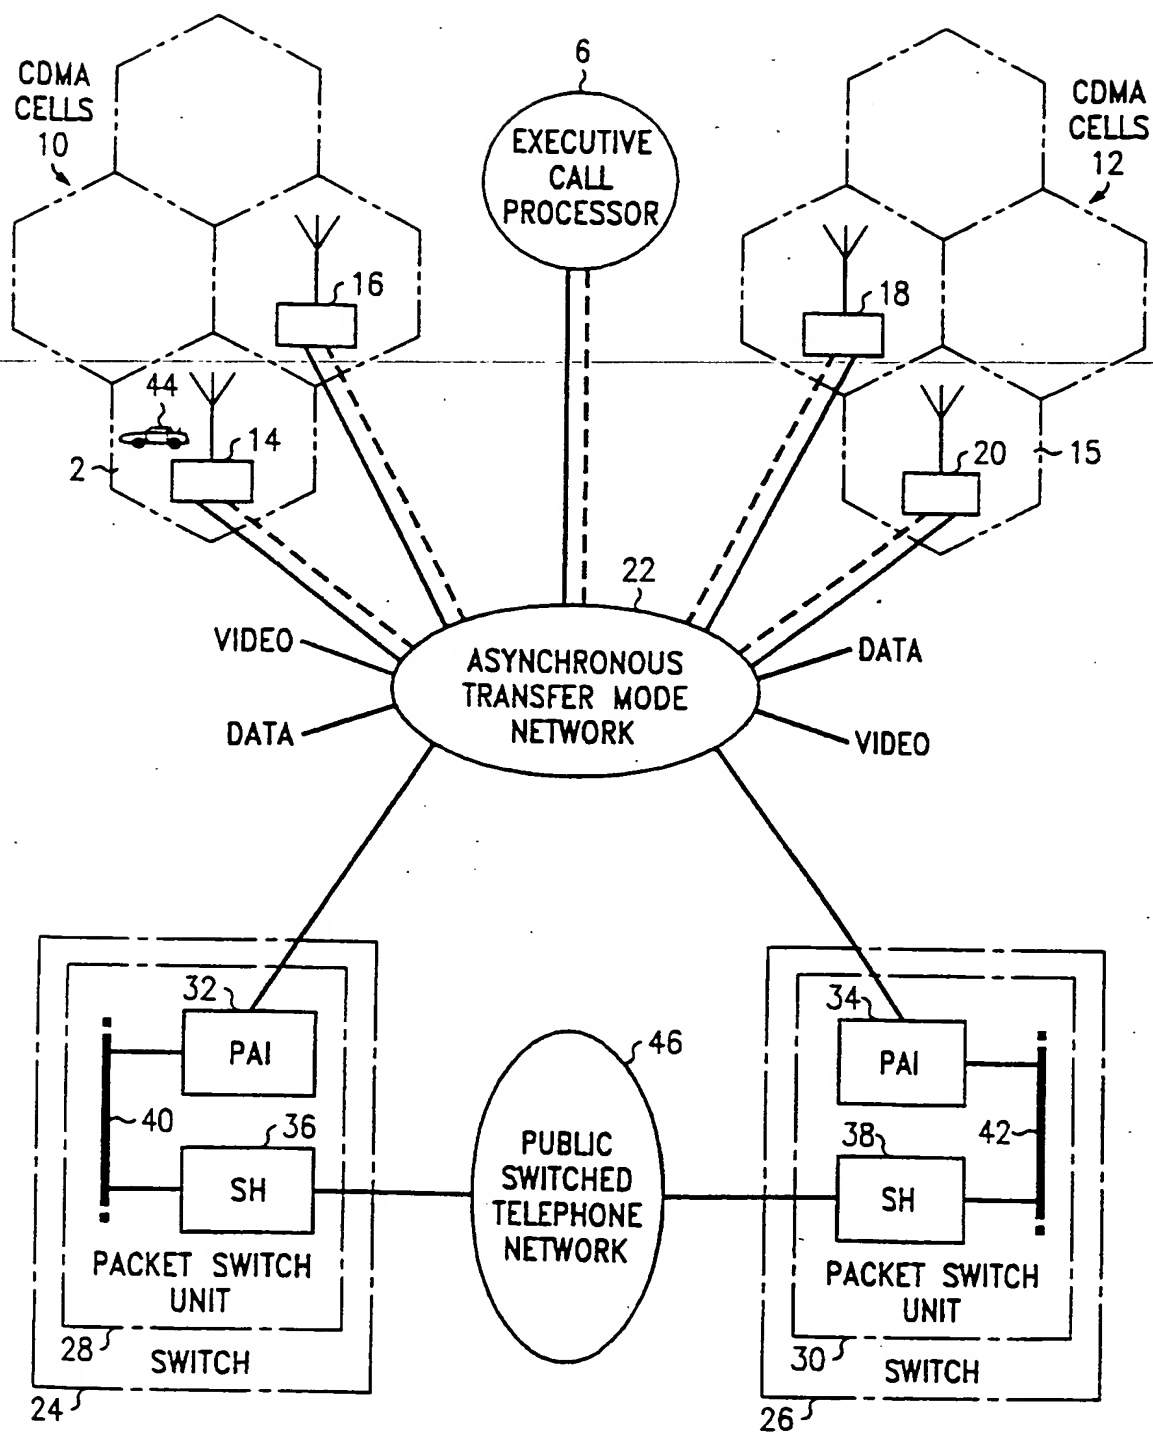 6
CDMA
CELLS
10
EXECUTIVE
CALL
PROCESSOR
CDMA
CELLS
12
16
18
44
14
2
20
15
22
VIDEO
DATA
ASYNCHRONOUS
TRANSFER MODE
NETWORK
DATA
VIDEO
32
PAI
40
36
SH
PACKET SWITCH
UNIT
28
SWITCH
24
46
PUBLIC
SWITCHED
TELEPHONE
NETWORK
34
PAI
42
38
SH
PACKET SWITCH
UNIT
30
SWITCH
26